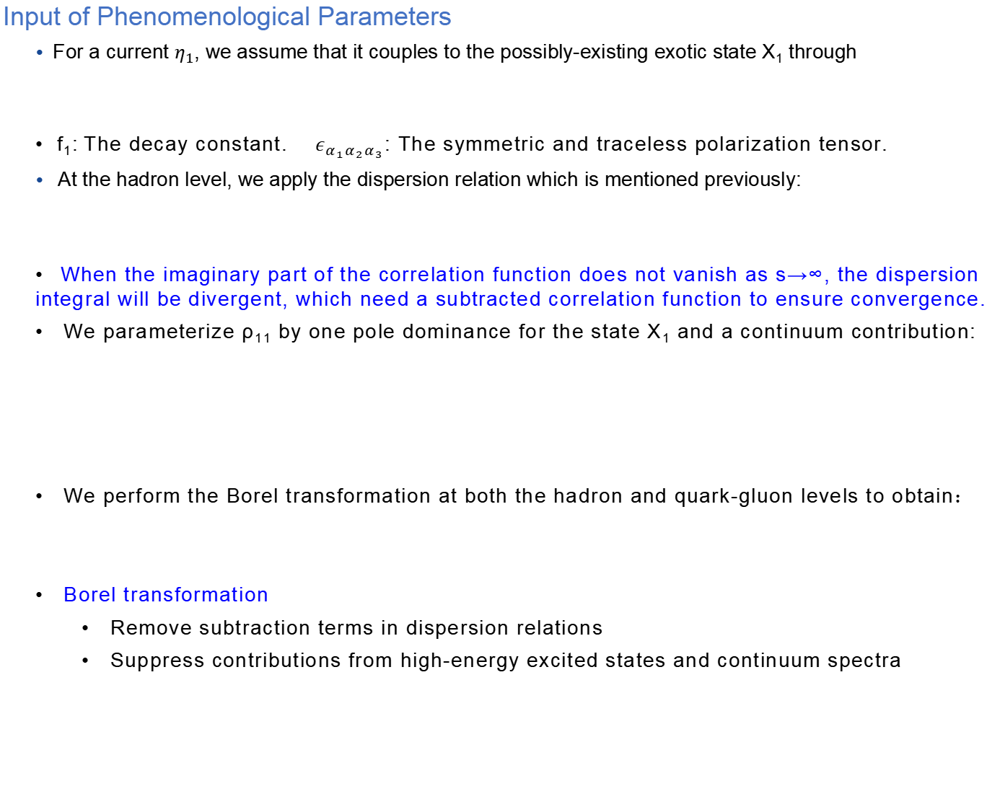 Input of Phenomenological Parameters
• For a current η₁, we assume that it couples to the possibly-existing exotic state X₁ through
• f₁: The decay constant. ϵ_{α₁α₂α₃}: The symmetric and traceless polarization tensor.
• At the hadron level, we apply the dispersion relation which is mentioned previously:
• When the imaginary part of the correlation function does not vanish as s→∞, the dispersion
integral will be divergent, which need a subtracted correlation function to ensure convergence.
• We parameterize ρ₁₁ by one pole dominance for the state X₁ and a continuum contribution:
• We perform the Borel transformation at both the hadron and quark-gluon levels to obtain：
• Borel transformation
• Remove subtraction terms in dispersion relations
• Suppress contributions from high-energy excited states and continuum spectra